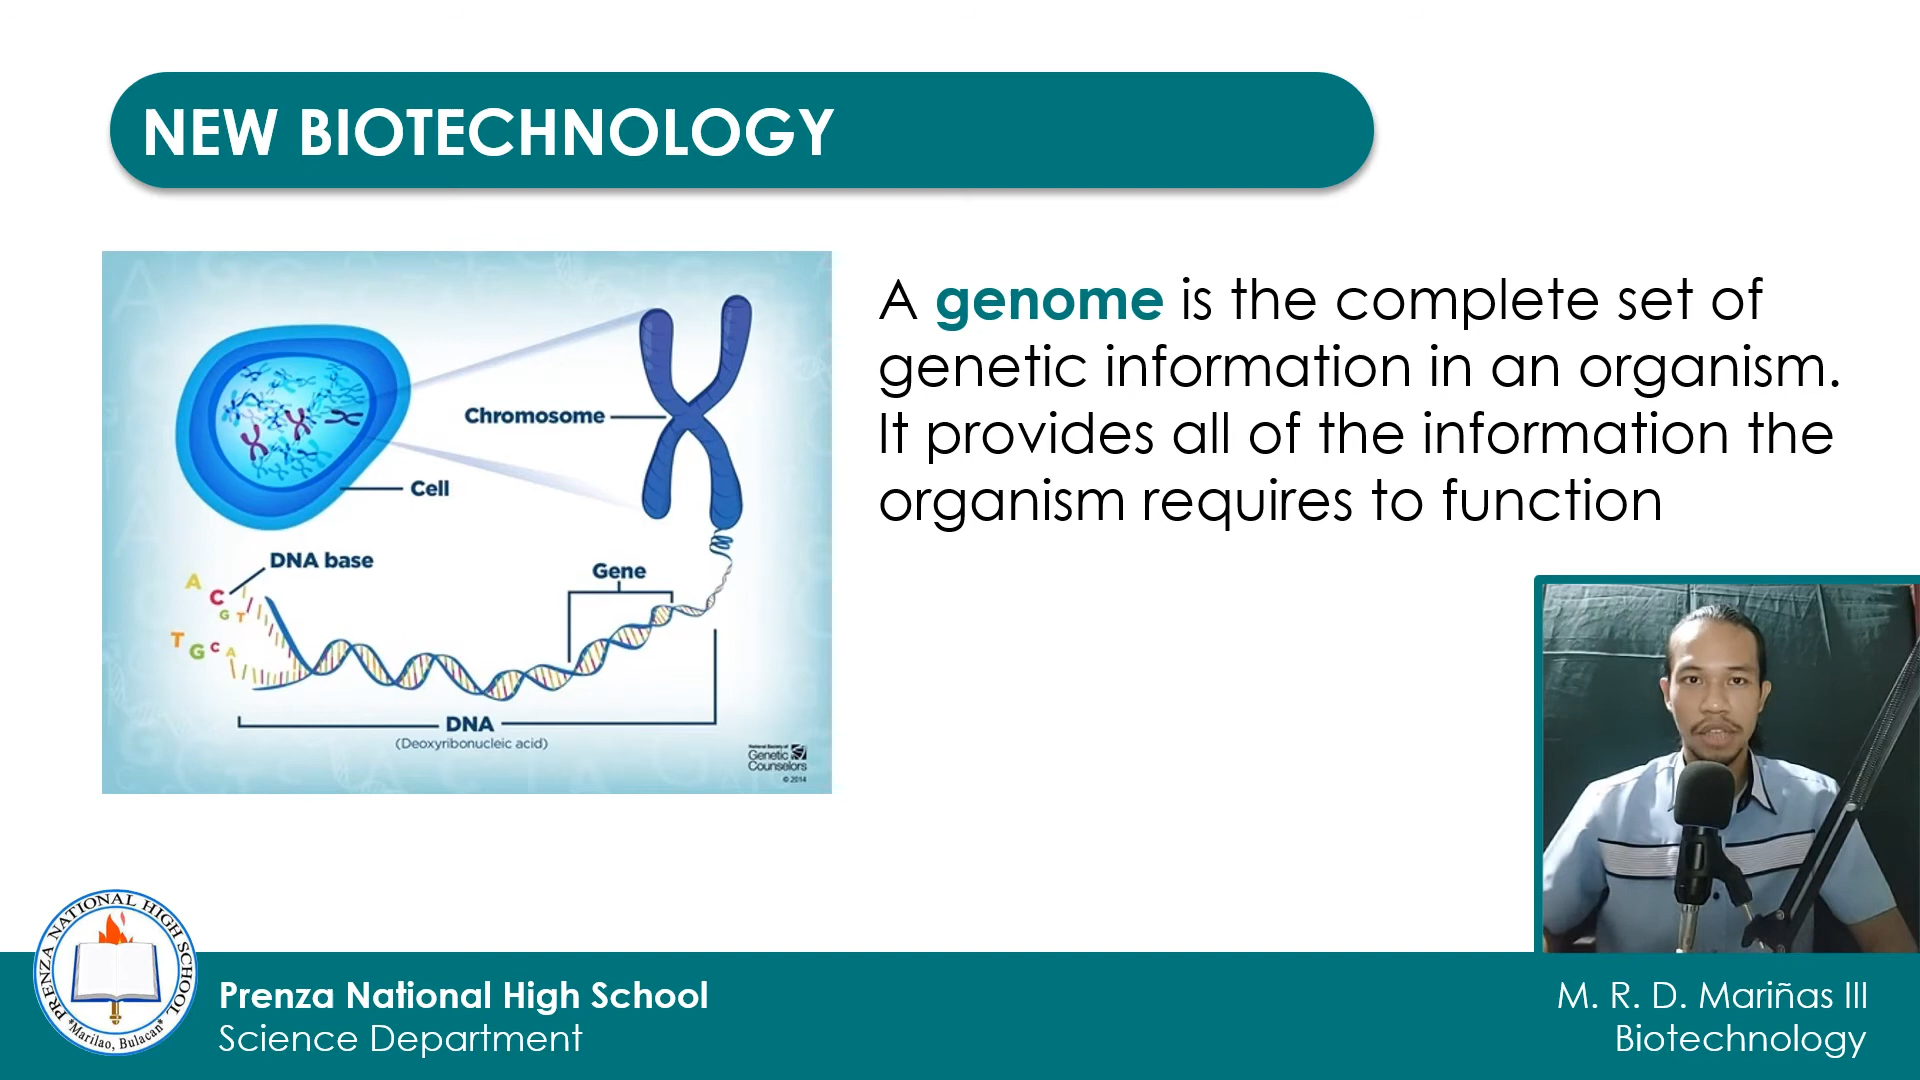 NEW BIOTECHNOLOGY
A genome is the complete set of
genetic information in an organism.
It provides all of the information the
organism requires to function
Chromosome
Cell
DNA base
Gene
A
C
G T
T G C A
DNA
(Deoxyribonucleic acid)
National Society of
Genetic
Counselors
© 2014
PRENZA NATIONAL HIGH SCHOOL
*Marilao, Bulacan*
Prenza National High School
Science Department
M. R. D. Mariñas III
Biotechnology